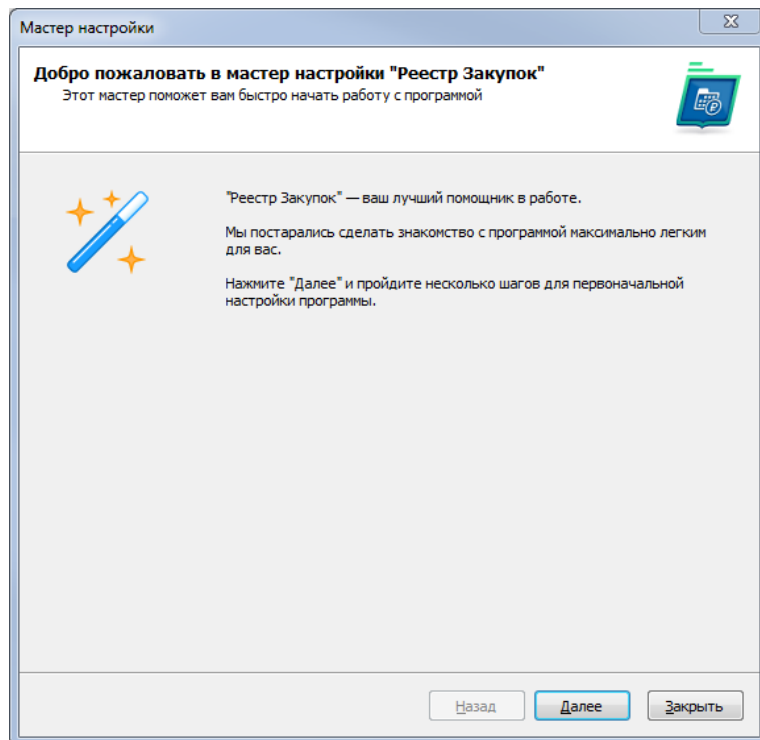 Мастер настройки
Добро пожаловать в мастер настройки "Реестр Закупок"
Этот мастер поможет вам быстро начать работу с программой
"Реестр Закупок" — ваш лучший помощник в работе.
Мы постарались сделать знакомство с программой максимально легким
для вас.
Нажмите "Далее" и пройдите несколько шагов для первоначальной
настройки программы.
Назад Далее Закрыть